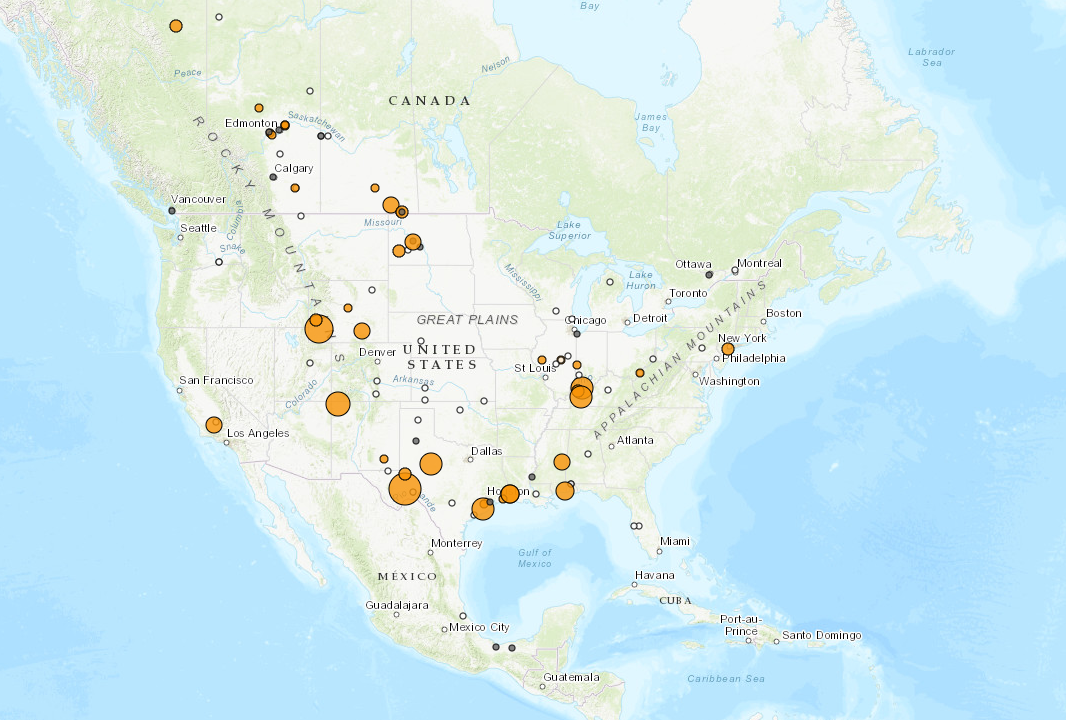 Bay
Labrador
Sea
Peace
Nelson
CANADA
James
Bay
Edmonton
Saskatchewan
ROCKY MOUNTAINS
Calgary
Vancouver
Columbia
Seattle
Missouri
Snake
Lake
Superior
Ottawa
Montreal
Mississippi
Lake
Huron
Toronto
GREAT PLAINS
Chicago
Detroit
Boston
New York
Denver
UNITED
STATES
St Louis
Philadelphia
San Francisco
Colorado
Arkansas
Washington
APPALACHIAN MOUNTAINS
Los Angeles
Dallas
Atlanta
Monterrey
Gulf of
Mexico
Miami
MÉXICO
Havana
CUBA
Guadalajara
Port-au-
Prince
Mexico City
Santo Domingo
Guatemala
Caribbean Sea